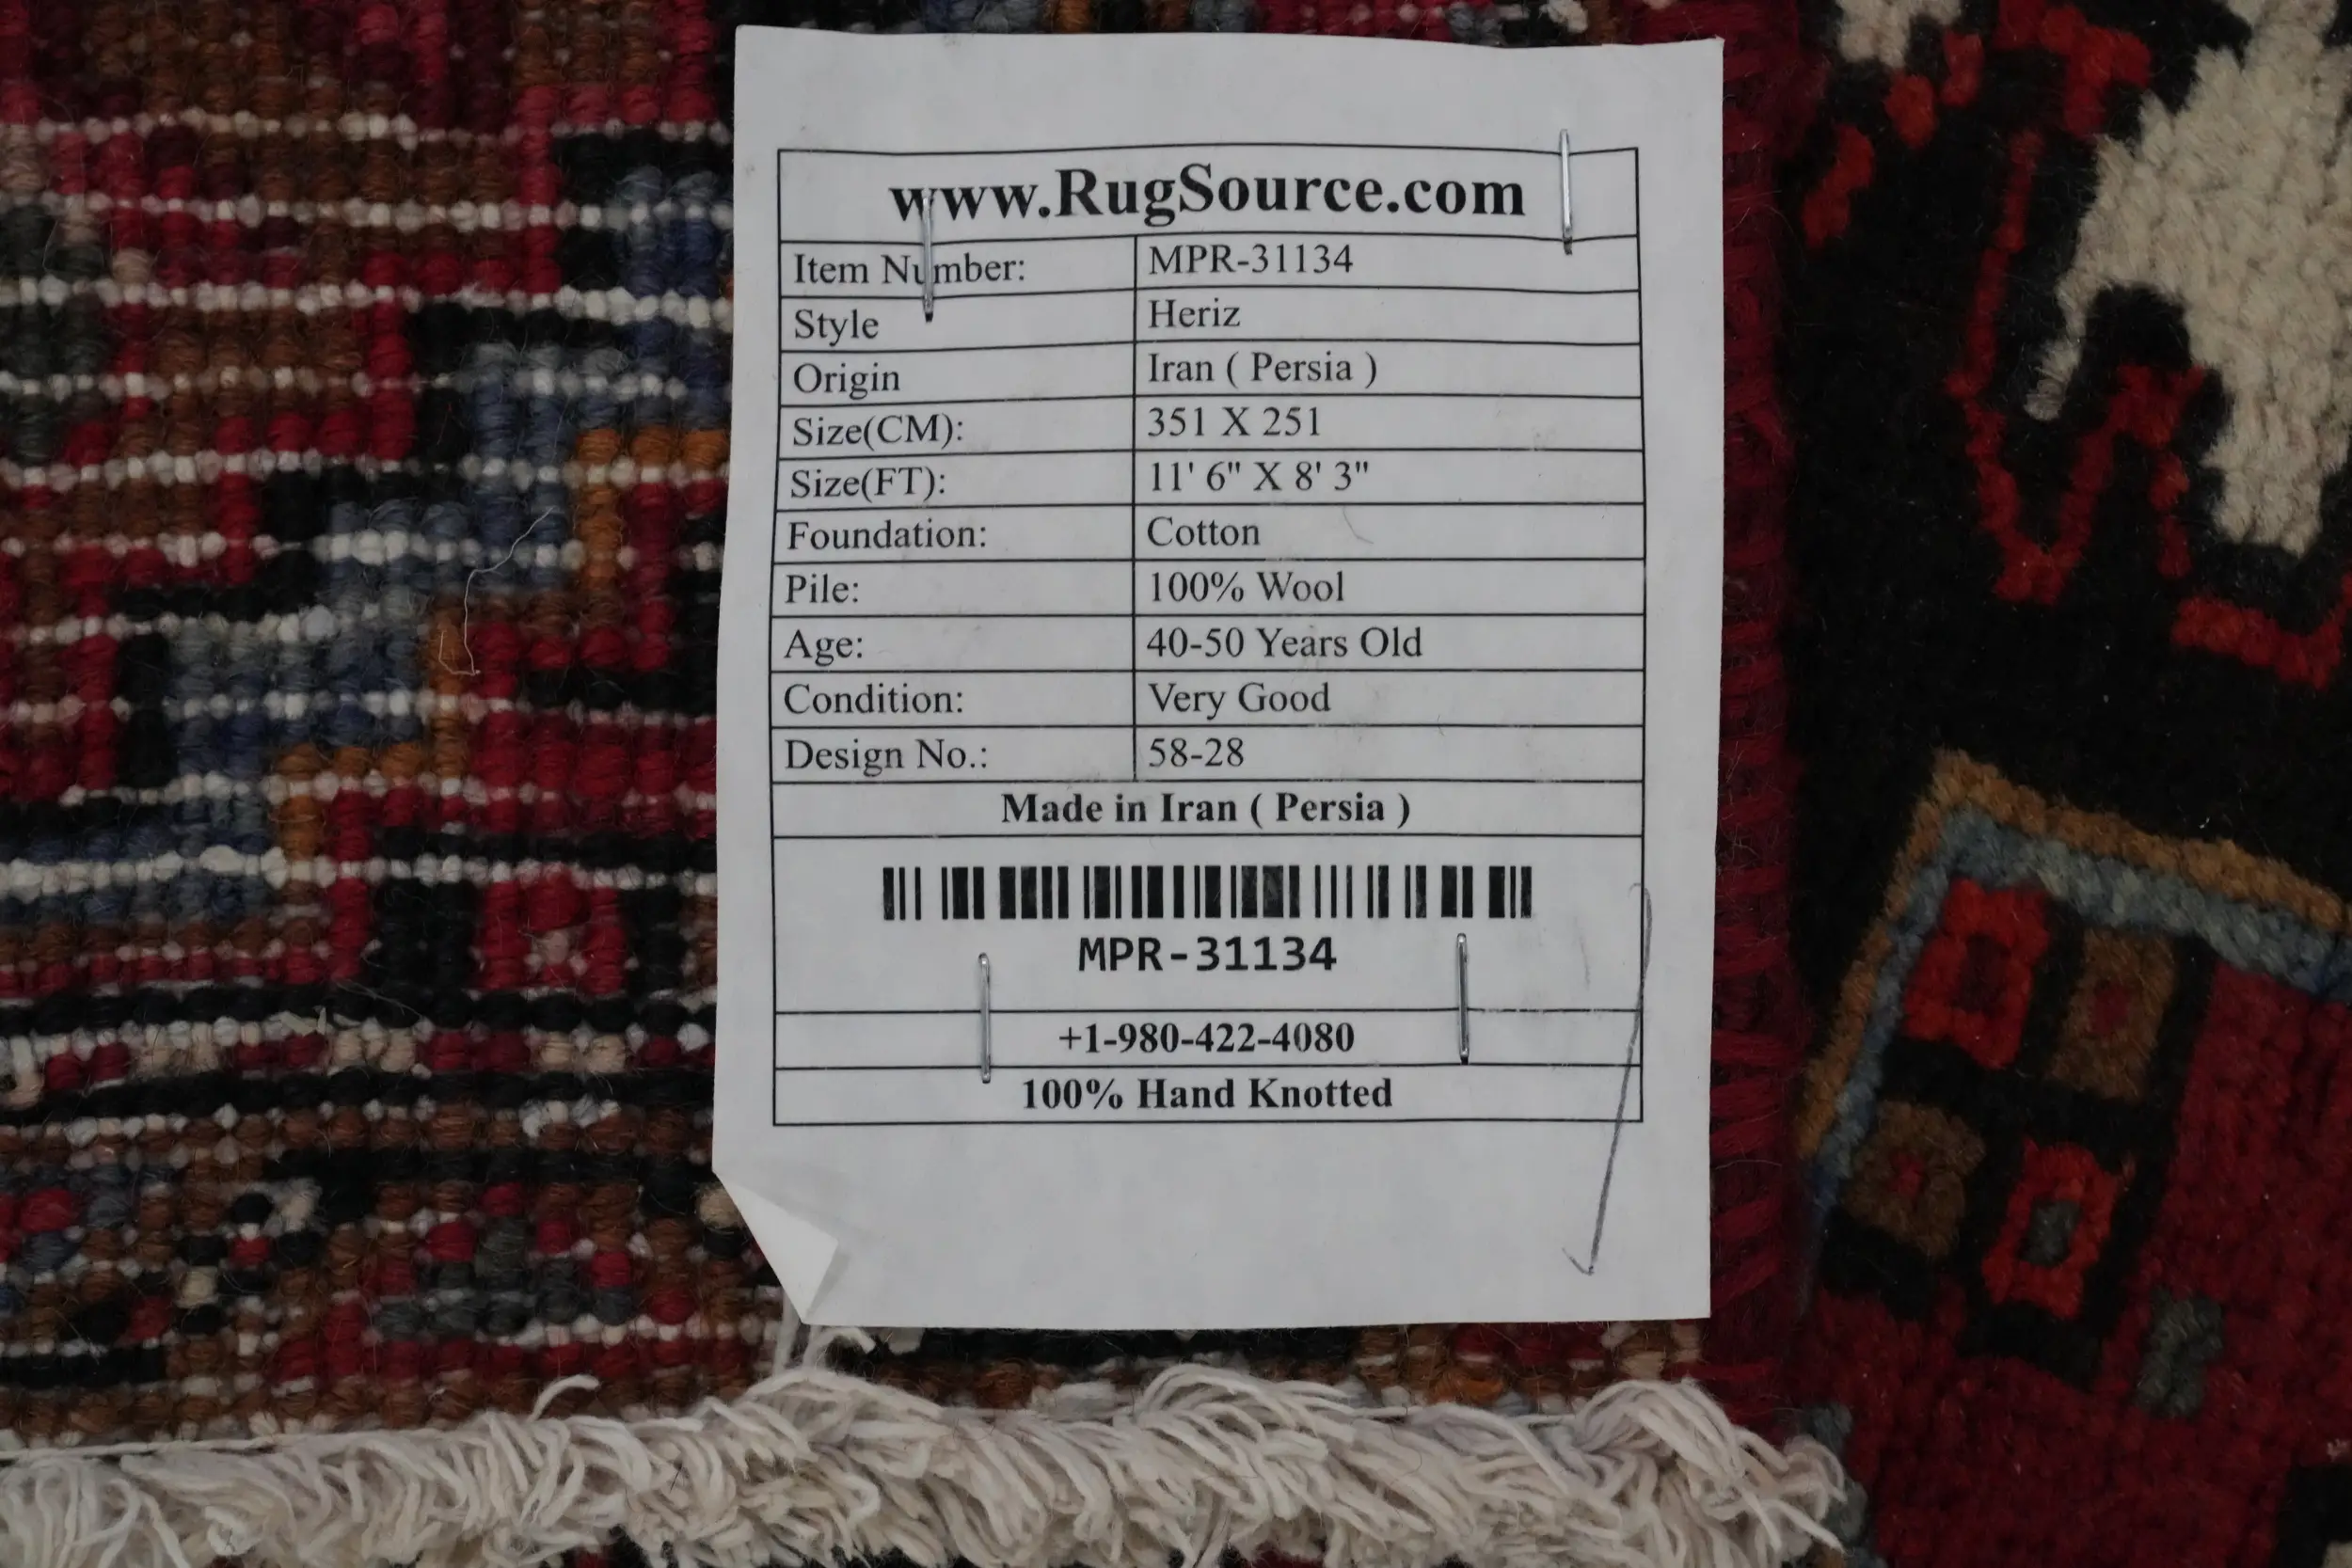 www.RugSource.com
Item Number: MPR-31134
Style Heriz
Origin Iran ( Persia )
Size(CM): 351 X 251
Size(FT): 11' 6" X 8' 3"
Foundation: Cotton
Pile: 100% Wool
Age: 40-50 Years Old
Condition: Very Good
Design No.: 58-28
Made in Iran ( Persia )
MPR-31134
+1-980-422-4080
100% Hand Knotted